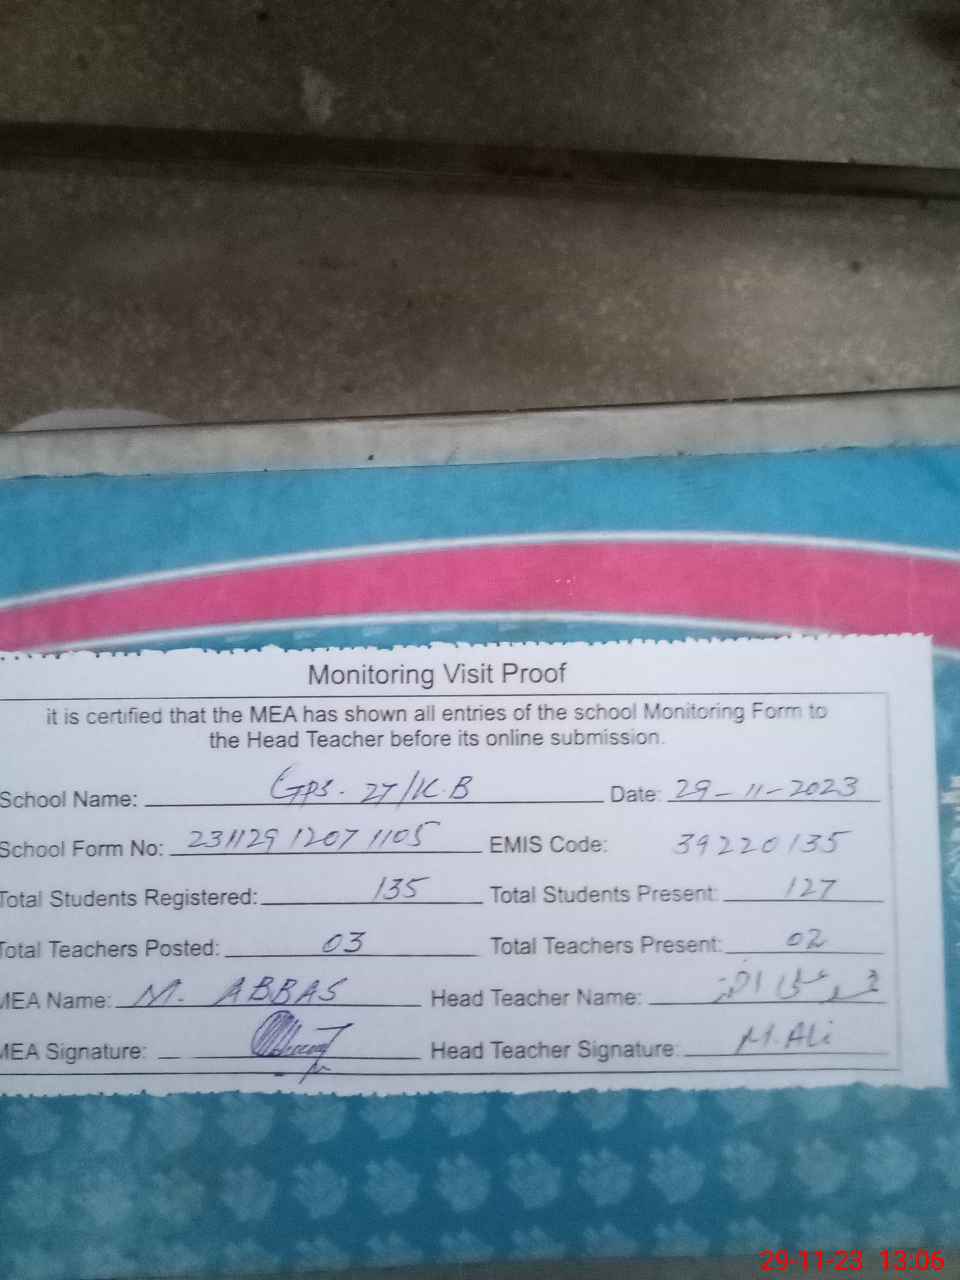 Monitoring Visit Proof
it is certified that the MEA has shown all entries of the school Monitoring Form to
the Head Teacher before its online submission.
School Name: GPS. 27/K.B Date: 29-11-2023
School Form No: 231129 1207 1105 EMIS Code: 39220135
Total Students Registered: 135 Total Students Present: 127
Total Teachers Posted: 03 Total Teachers Present: 02
MEA Name: M. ABBAS Head Teacher Name:
MEA Signature: Head Teacher Signature: M. Ali
29-11-23 13:06